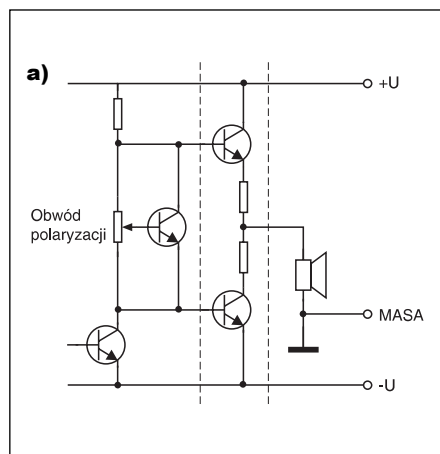 a)
+U
Obwód
polaryzacji
MASA
-U